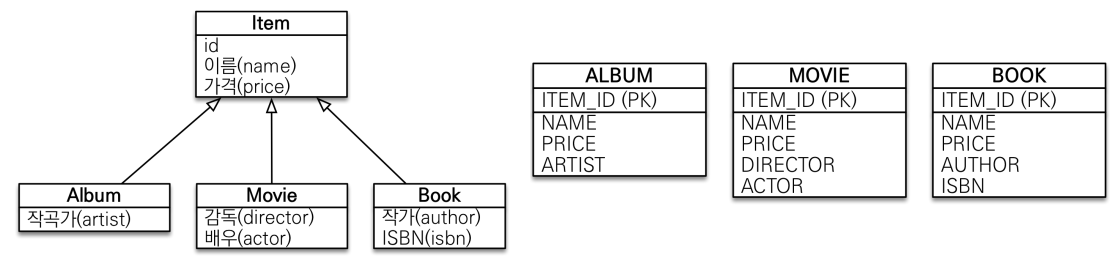 Item
id
이름(name)
가격(price)
Album
작곡가(artist)
Movie
감독(director)
배우(actor)
Book
작가(author)
ISBN(isbn)
ALBUM
ITEM_ID (PK)
NAME
PRICE
ARTIST
MOVIE
ITEM_ID (PK)
NAME
PRICE
DIRECTOR
ACTOR
BOOK
ITEM_ID (PK)
NAME
PRICE
AUTHOR
ISBN